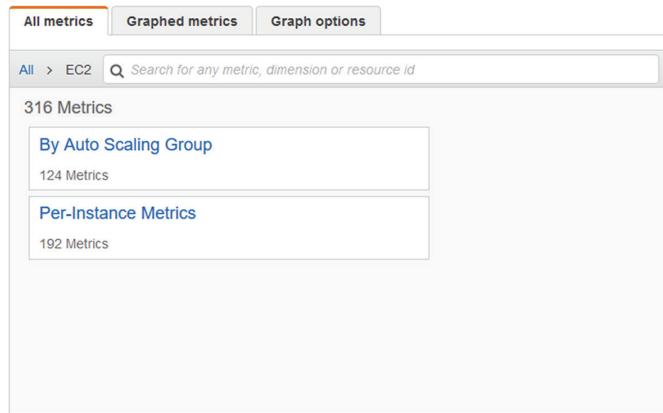 All metrics Graphed metrics Graph options
All > EC2 Search for any metric, dimension or resource id
316 Metrics
By Auto Scaling Group
124 Metrics
Per-Instance Metrics
192 Metrics